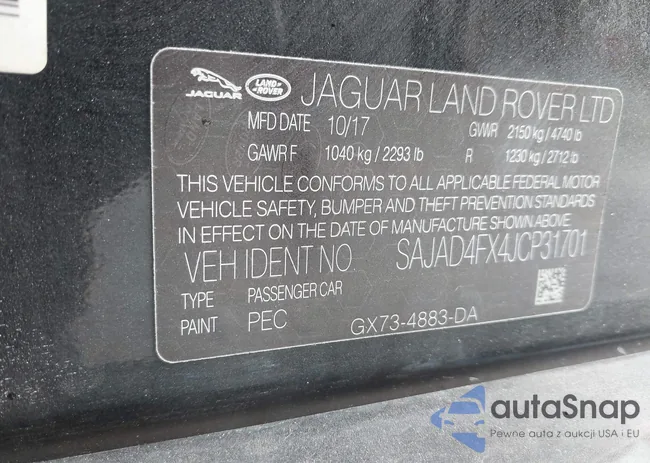 JAGUAR LAND ROVER JAGUAR LAND ROVER LTD
MFD DATE 10/17 GVWR 2150 kg / 4740 lb
GAWR F 1040 kg / 2293 lb R 1230 kg / 2712 lb
THIS VEHICLE CONFORMS TO ALL APPLICABLE FEDERAL MOTOR
VEHICLE SAFETY, BUMPER AND THEFT PREVENTION STANDARDS
IN EFFECT ON THE DATE OF MANUFACTURE SHOWN ABOVE.
VEH IDENT NO. SAJAD4FX4JCP31701
TYPE PASSENGER CAR
PAINT PEC GX73-4883-DA
autaSnap
Pewne auta z aukcji USA i EU